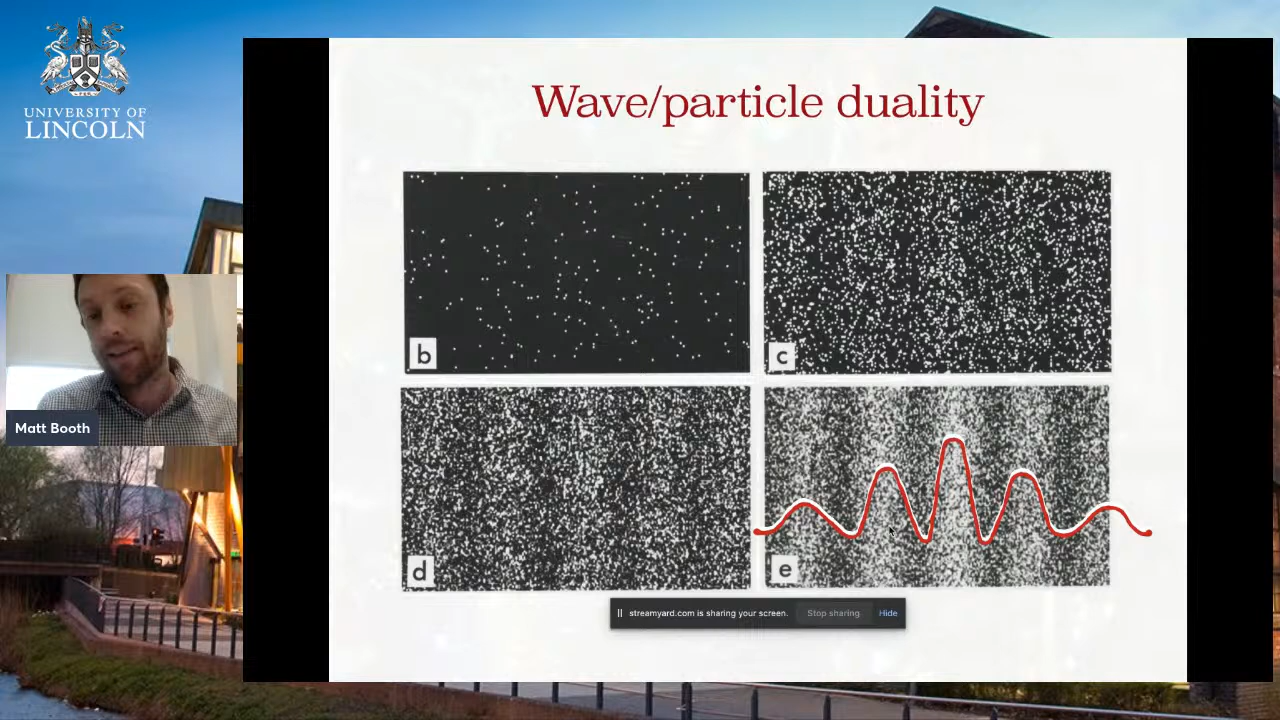 UNIVERSITY OF
LINCOLN
Wave/particle duality
b
c
Matt Booth
d
e
streamyard.com is sharing your screen. Stop sharing Hide